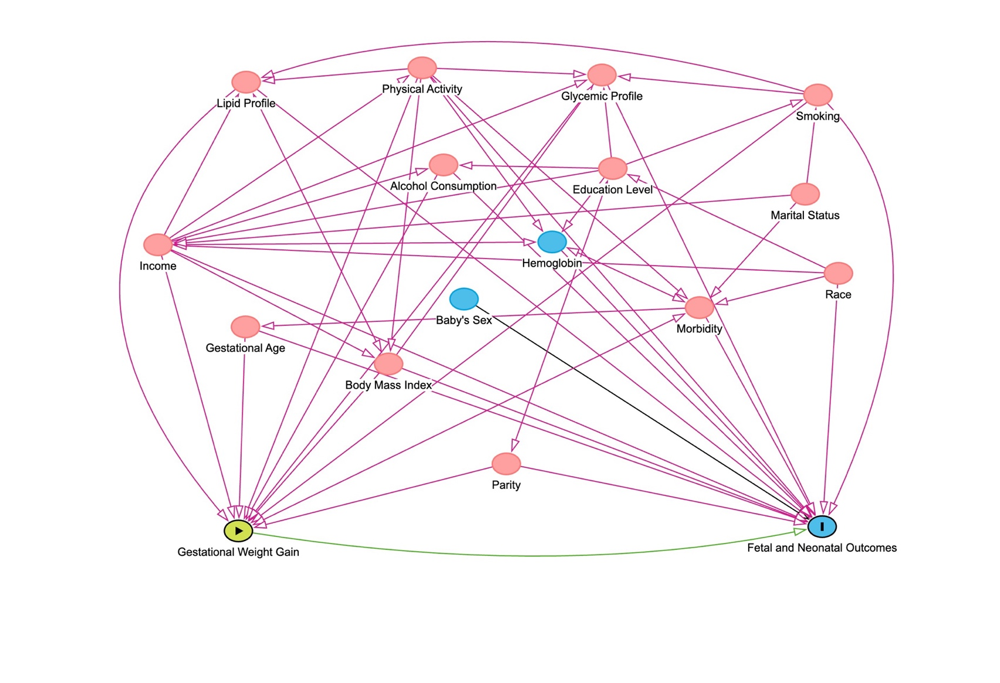 Physical Activity
Glycemic Profile
Lipid Profile
Smoking
Alcohol Consumption
Education Level
Marital Status
Hemoglobin
Income
Race
Baby's Sex
Morbidity
Gestational Age
Body Mass Index
Parity
Fetal and Neonatal Outcomes
Gestational Weight Gain